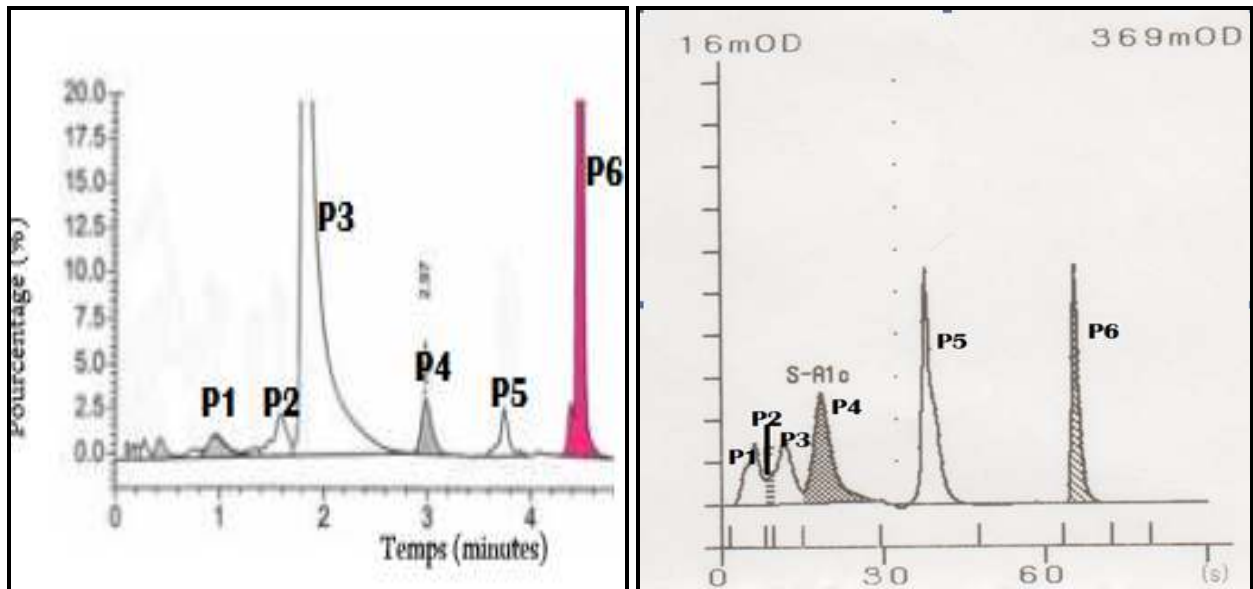 20.0
17.5
15.0
12.5
10.0
7.5
5.0
2.5
0.0
Pourcentage (%)
P1
P2
P3
2.97
P4
P5
P6
0 1 2 3 4
Temps (minutes)
16mOD 369mOD
S-A1c
P1
P2
P3
P4
P5
P6
0 30 60 (s)